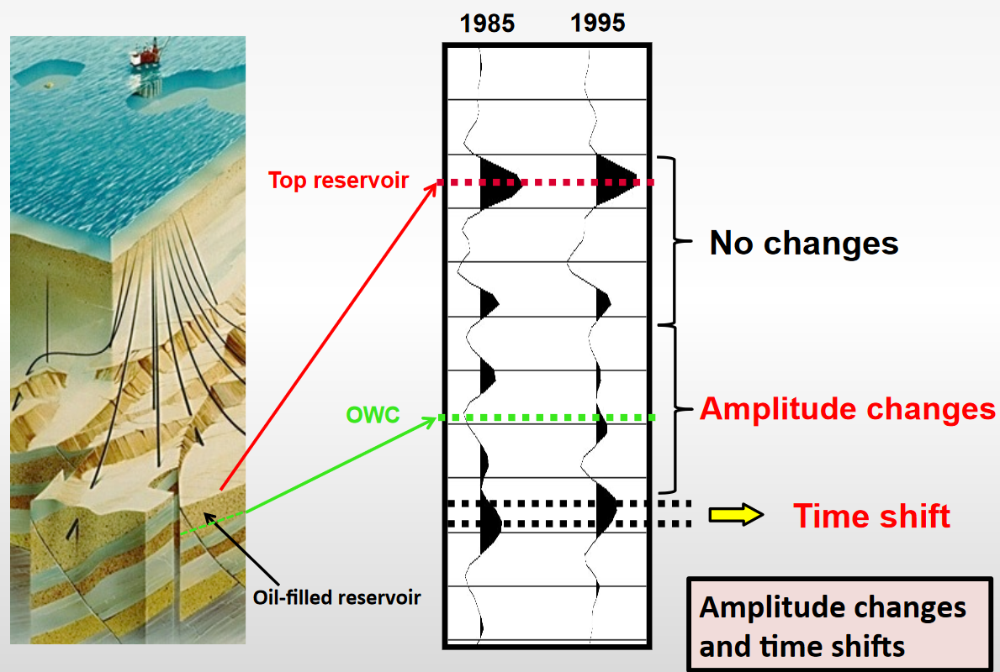 1985 1995
Top reservoir
No changes
OWC
Amplitude changes
Time shift
Oil-filled reservoir
Amplitude changes
and time shifts